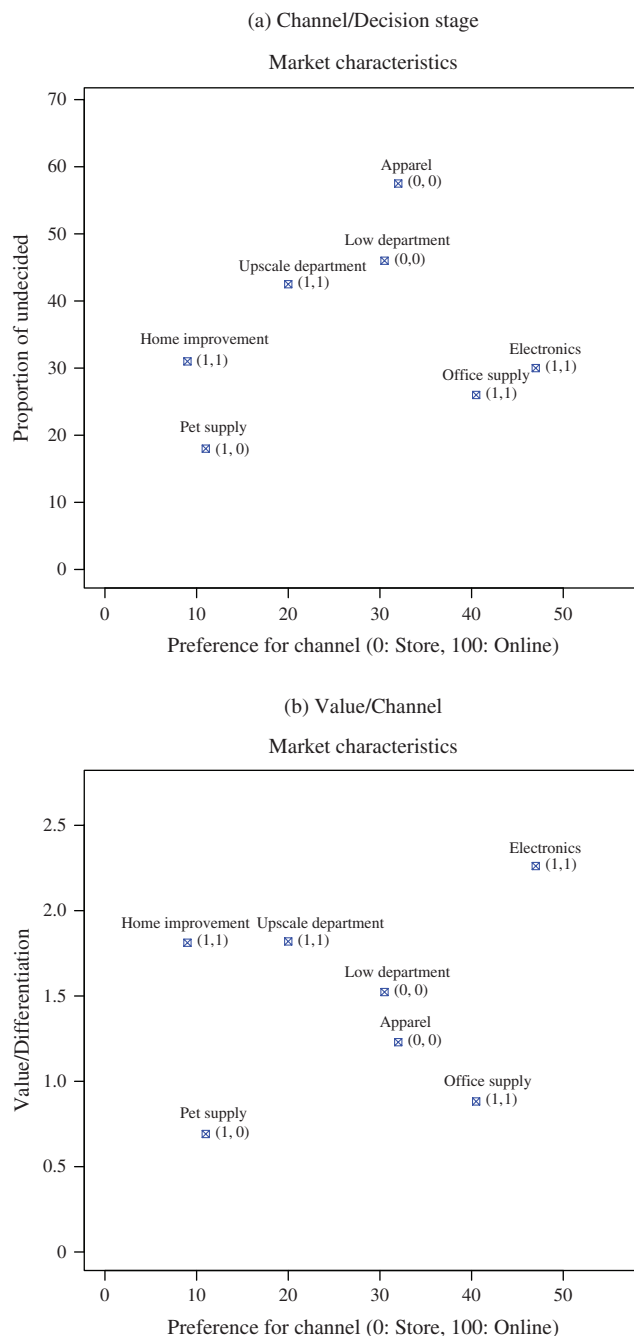 (a) Channel/Decision stage
Market characteristics
70
60
50
40
30
20
10
0
Proportion of undecided
Apparel
(0, 0)
Low department
(0,0)
Upscale department
(1,1)
Home improvement
(1,1)
Electronics
(1,1)
Office supply
(1,1)
Pet supply
(1, 0)
0 10 20 30 40 50
Preference for channel (0: Store, 100: Online)
(b) Value/Channel
Market characteristics
2.5
2.0
1.5
1.0
0.5
0
Value/Differentiation
Electronics
(1,1)
Home improvement
(1,1)
Upscale department
(1,1)
Low department
(0, 0)
Apparel
(0, 0)
Office supply
(1,1)
Pet supply
(1, 0)
0 10 20 30 40 50
Preference for channel (0: Store, 100: Online)